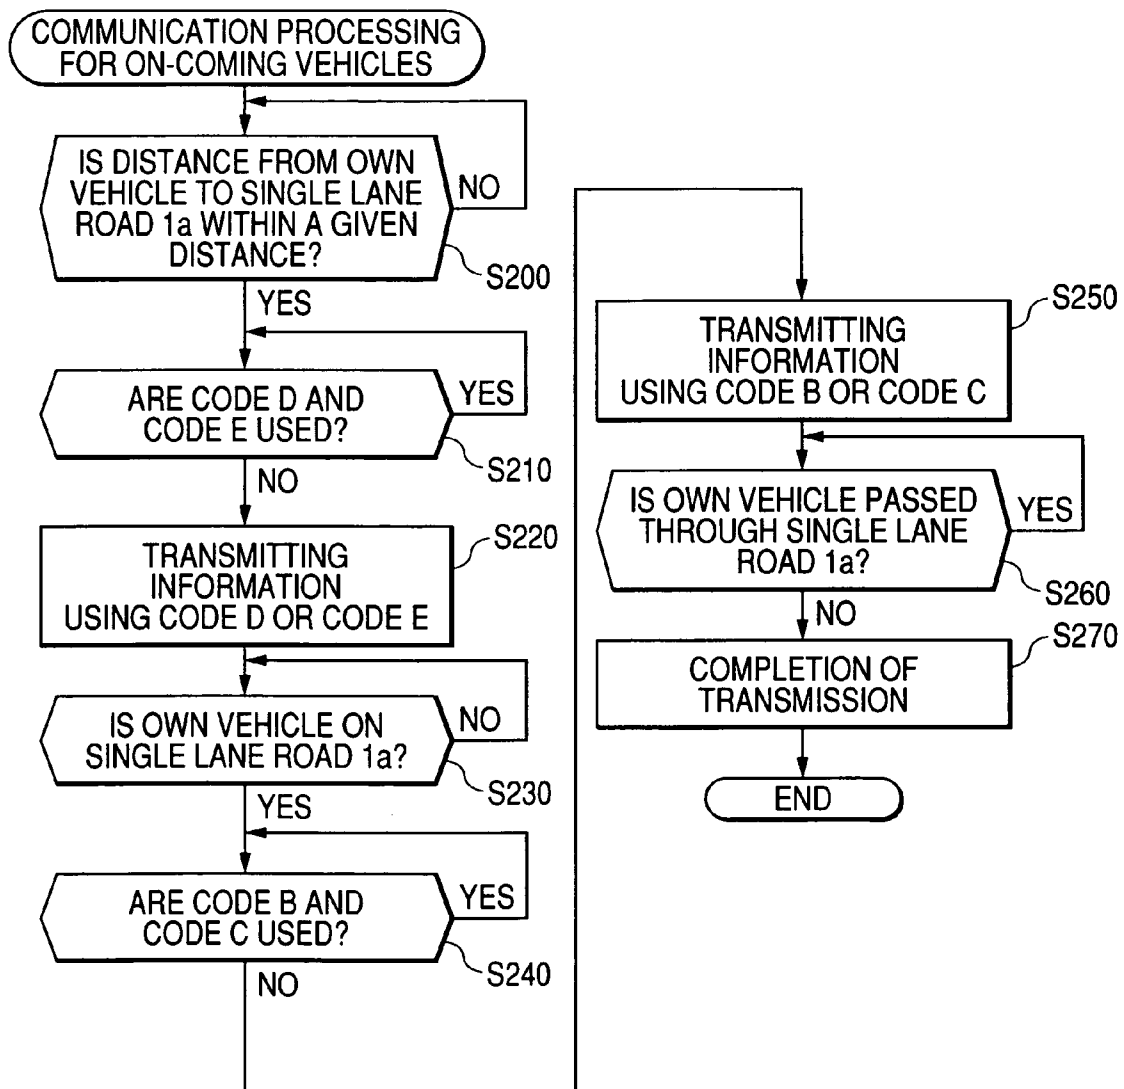 COMMUNICATION PROCESSING
FOR ON-COMING VEHICLES
IS DISTANCE FROM OWN
VEHICLE TO SINGLE LANE
ROAD 1a WITHIN A GIVEN
DISTANCE?
NO
S200
YES
ARE CODE D AND
CODE E USED?
YES
S210
NO
S220
TRANSMITTING
INFORMATION
USING CODE D OR CODE E
IS OWN VEHICLE ON
SINGLE LANE ROAD 1a?
NO
S230
YES
ARE CODE B AND
CODE C USED?
YES
S240
NO
S250
TRANSMITTING
INFORMATION
USING CODE B OR CODE C
IS OWN VEHICLE PASSED
THROUGH SINGLE LANE
ROAD 1a?
YES
S260
NO
S270
COMPLETION OF
TRANSMISSION
END